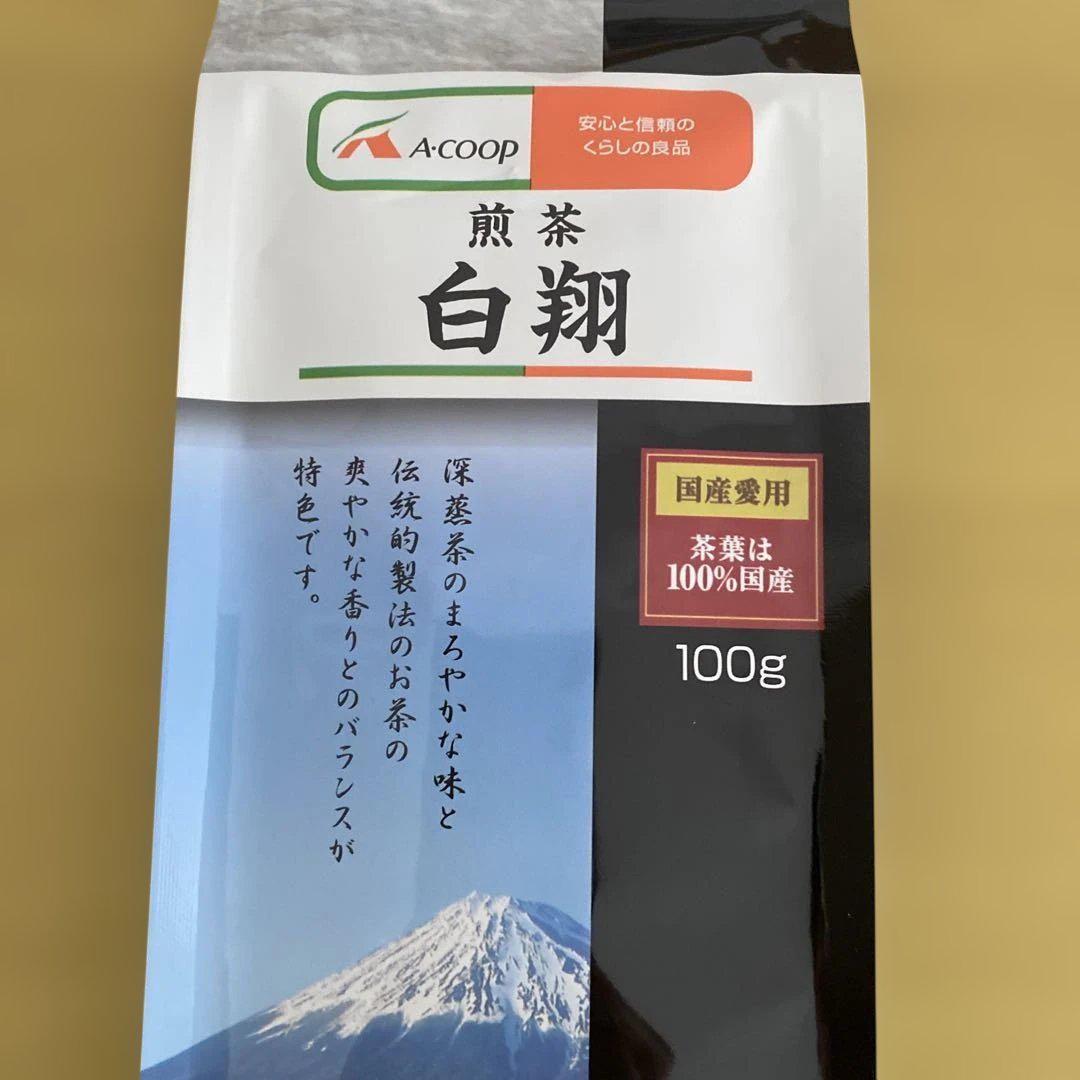 A·COOP
安心と信頼の
くらしの良品
煎茶
白翔
深蒸茶のまろやかな味と
伝統的製法のお茶の
爽やかな香りとのバランスが
特色です。
国産愛用
茶葉は
100%国産
100g